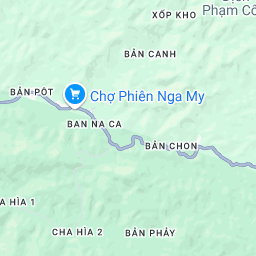 XỐP KHO
Phạm Cô
BẢN CANH
BẢN PÓT
Chợ Phiên Nga My
BAN NA CA
BẢN CHON
A HÌA 1
CHA HÌA 2
BẢN PHẢY